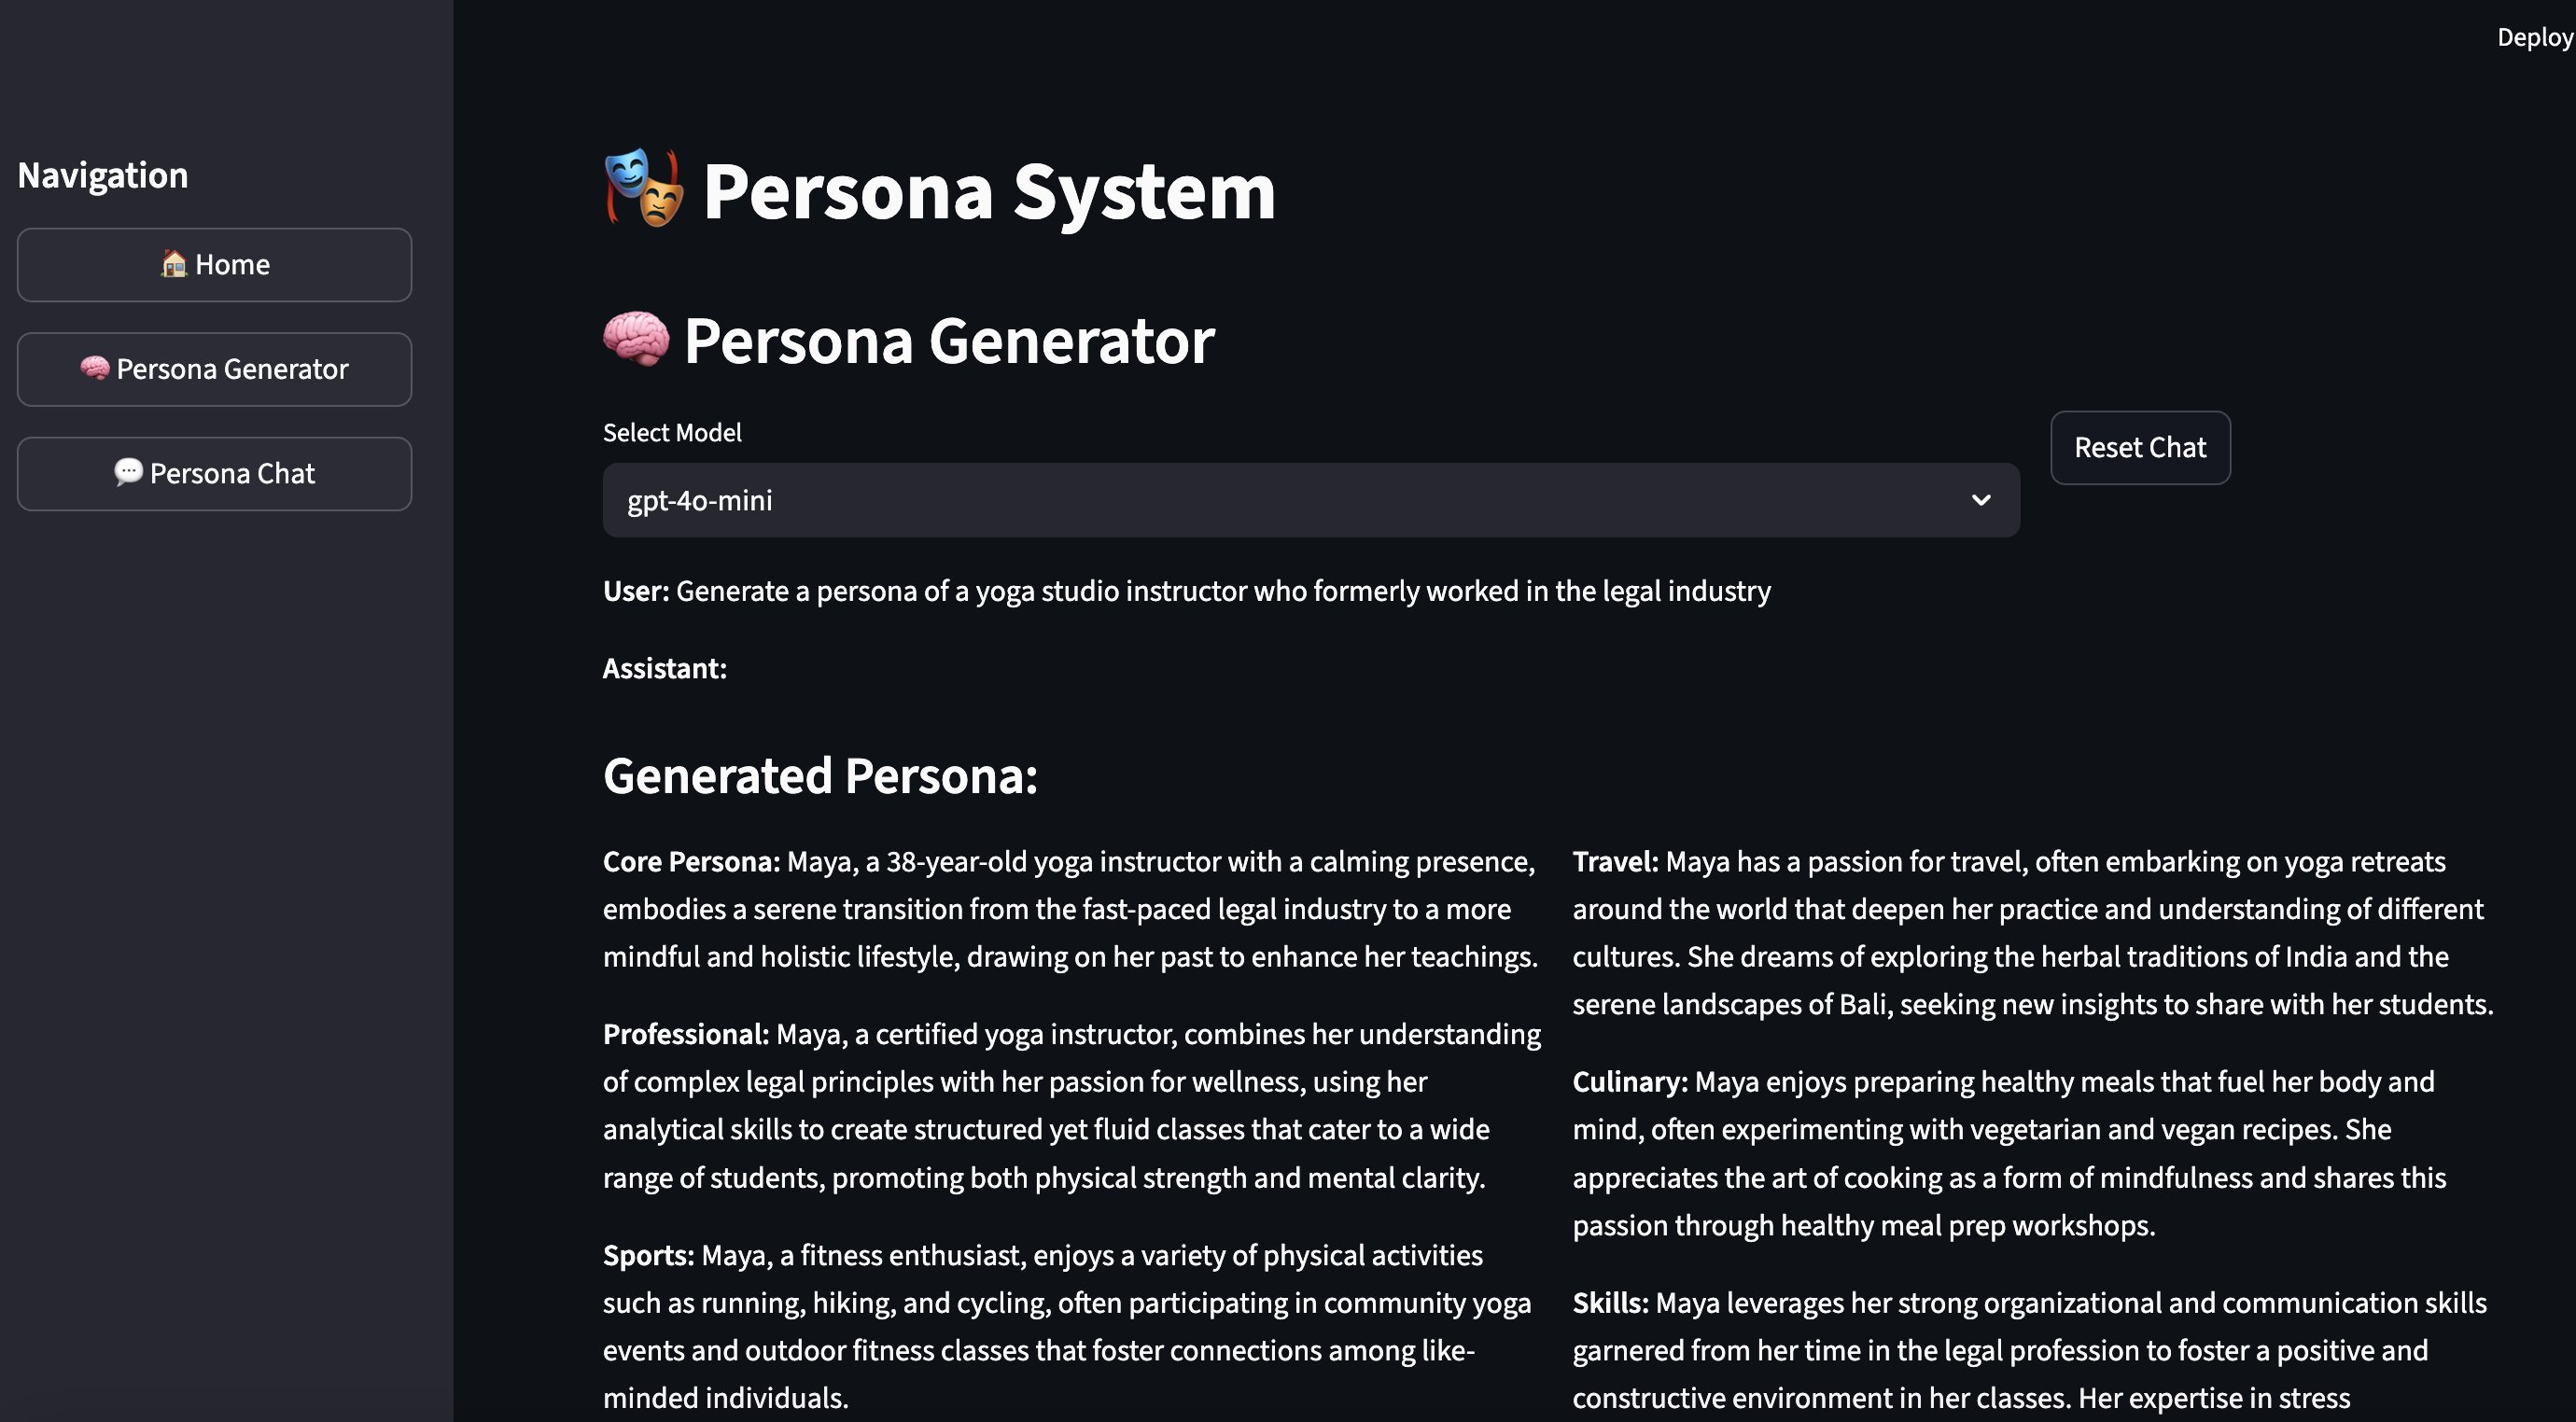 Deploy
Navigation
🏠 Home
🧠 Persona Generator
💬 Persona Chat
🎭 Persona System
🧠 Persona Generator
Select Model
Reset Chat
gpt-4o-mini
User: Generate a persona of a yoga studio instructor who formerly worked in the legal industry
Assistant:
Generated Persona:
Core Persona: Maya, a 38-year-old yoga instructor with a calming presence,
embodies a serene transition from the fast-paced legal industry to a more
mindful and holistic lifestyle, drawing on her past to enhance her teachings.
Professional: Maya, a certified yoga instructor, combines her understanding
of complex legal principles with her passion for wellness, using her
analytical skills to create structured yet fluid classes that cater to a wide
range of students, promoting both physical strength and mental clarity.
Sports: Maya, a fitness enthusiast, enjoys a variety of physical activities
such as running, hiking, and cycling, often participating in community yoga
events and outdoor fitness classes that foster connections among like-
minded individuals.
Travel: Maya has a passion for travel, often embarking on yoga retreats
around the world that deepen her practice and understanding of different
cultures. She dreams of exploring the herbal traditions of India and the
serene landscapes of Bali, seeking new insights to share with her students.
Culinary: Maya enjoys preparing healthy meals that fuel her body and
mind, often experimenting with vegetarian and vegan recipes. She
appreciates the art of cooking as a form of mindfulness and shares this
passion through healthy meal prep workshops.
Skills: Maya leverages her strong organizational and communication skills
garnered from her time in the legal profession to foster a positive and
constructive environment in her classes. Her expertise in stress